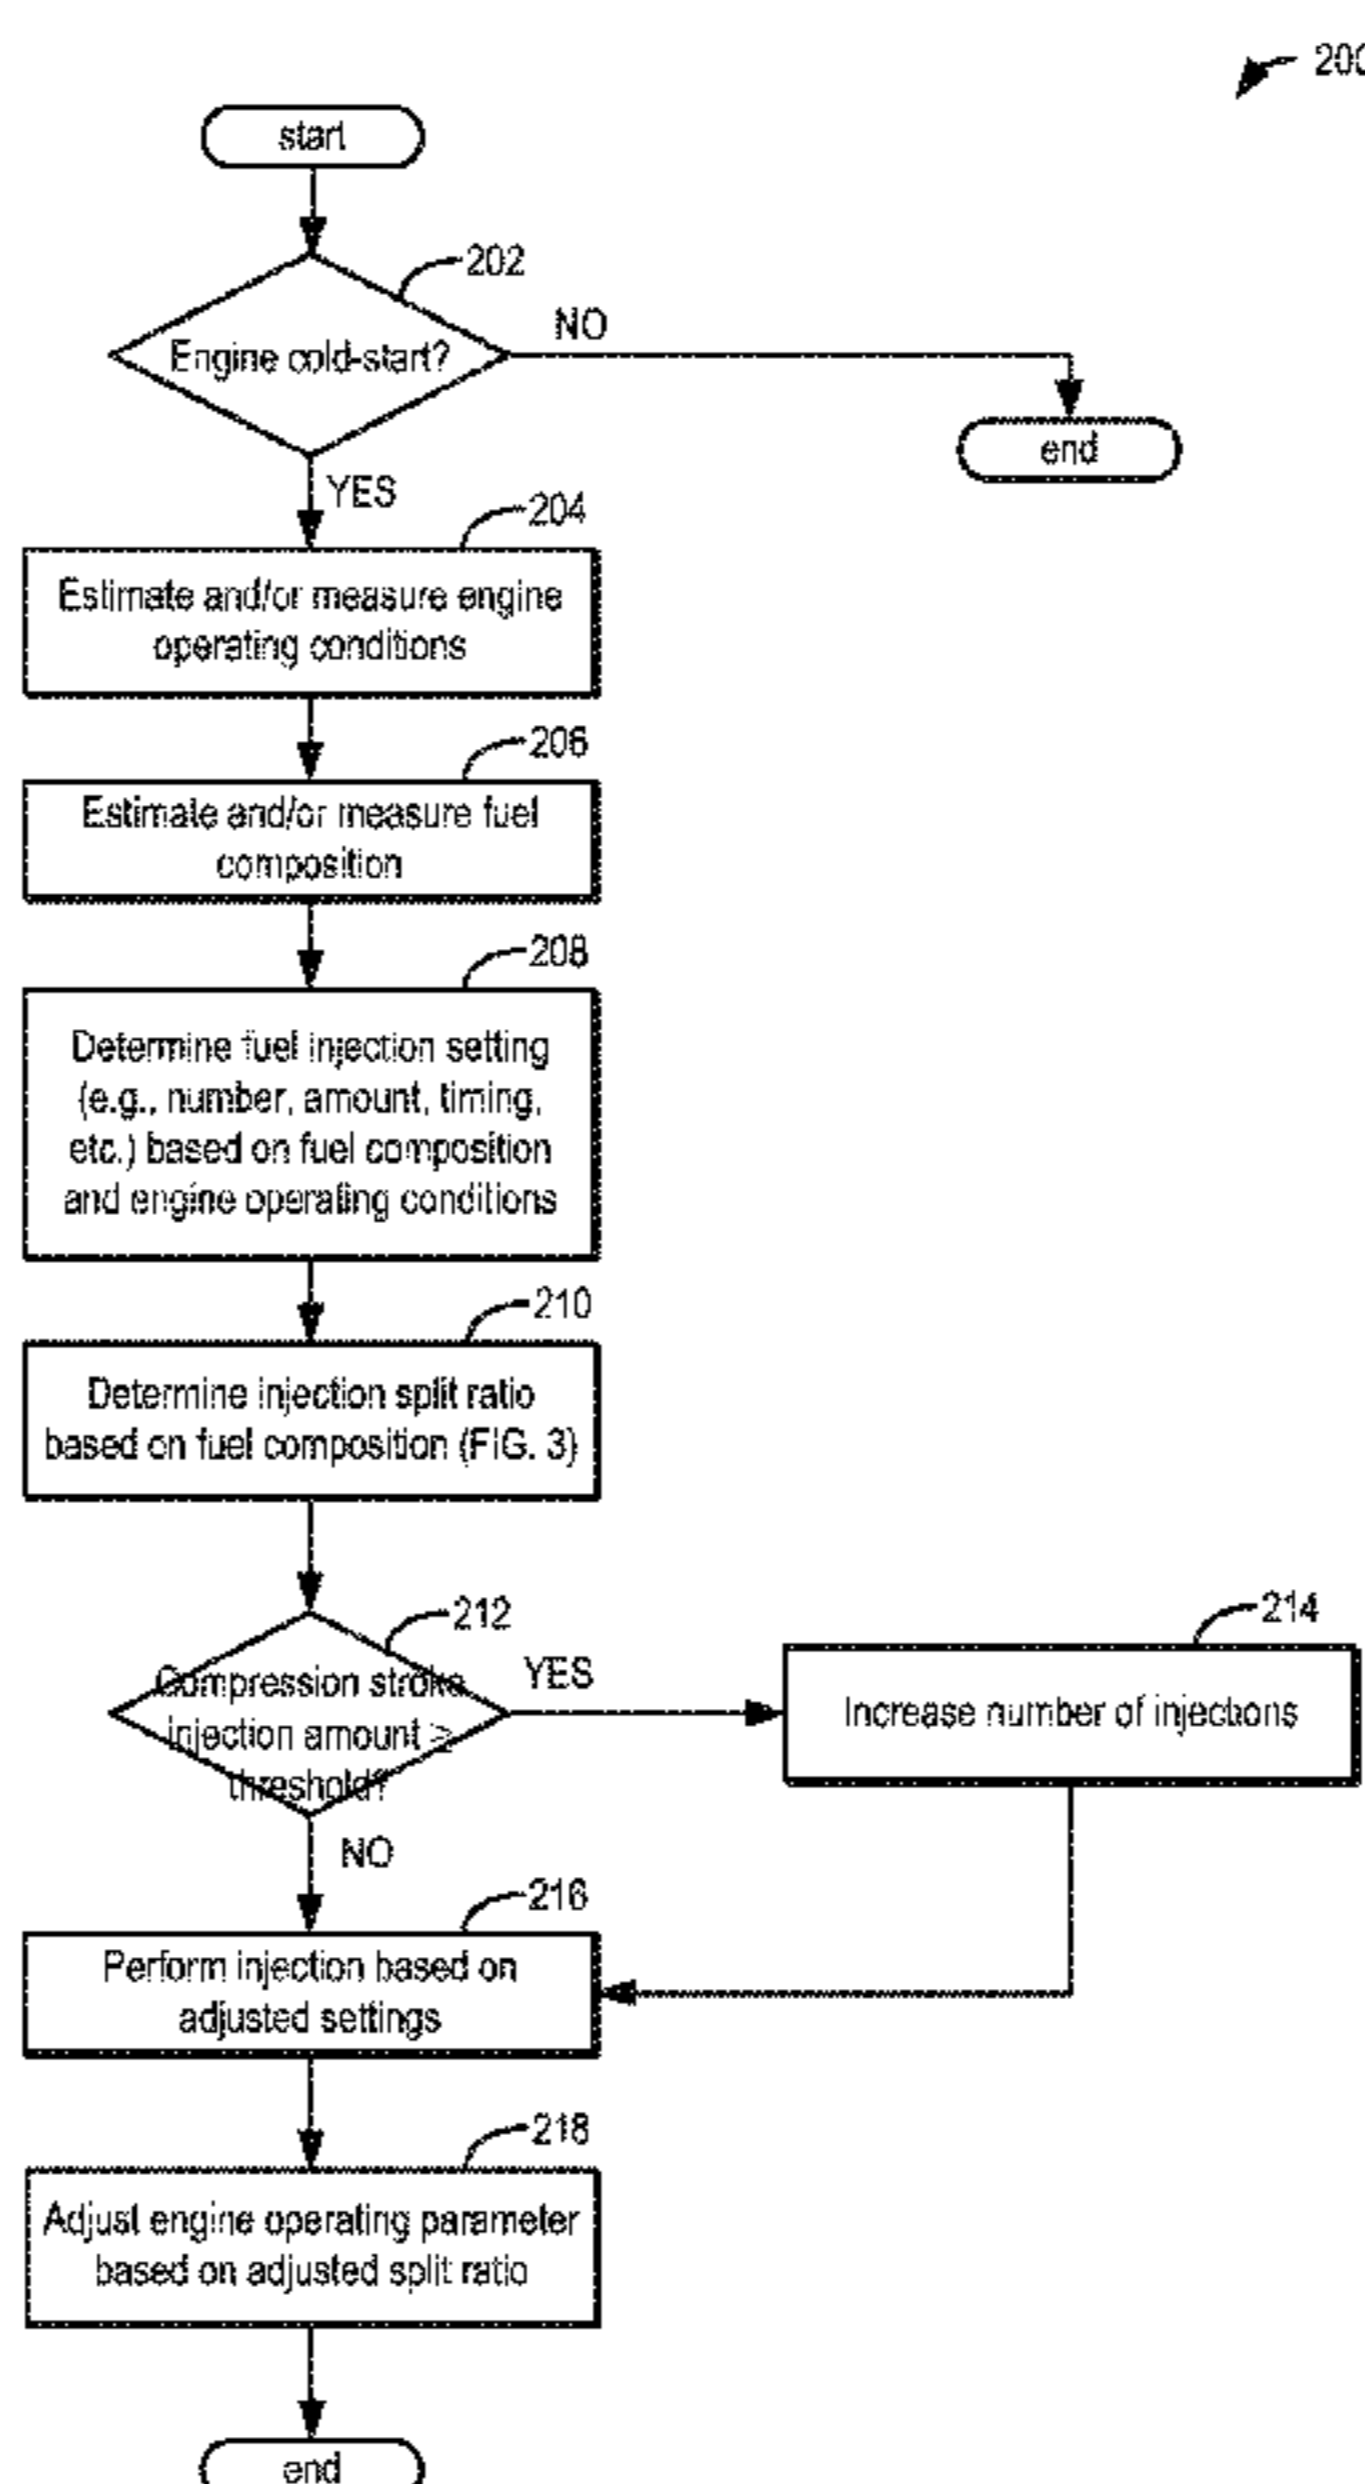 200
start
202
Engine cold-start?
NO
end
YES
204
Estimate and/or measure engine
operating conditions
206
Estimate and/or measure fuel
composition
208
Determine fuel injection setting
(e.g., number, amount, timing,
etc.) based on fuel composition
and engine operating conditions
210
Determine injection split ratio
based on fuel composition (FIG. 3)
212
Compression stroke
injection amount ≥
threshold?
YES
214
Increase number of injections
NO
216
Perform injection based on
adjusted settings
218
Adjust engine operating parameter
based on adjusted split ratio
end